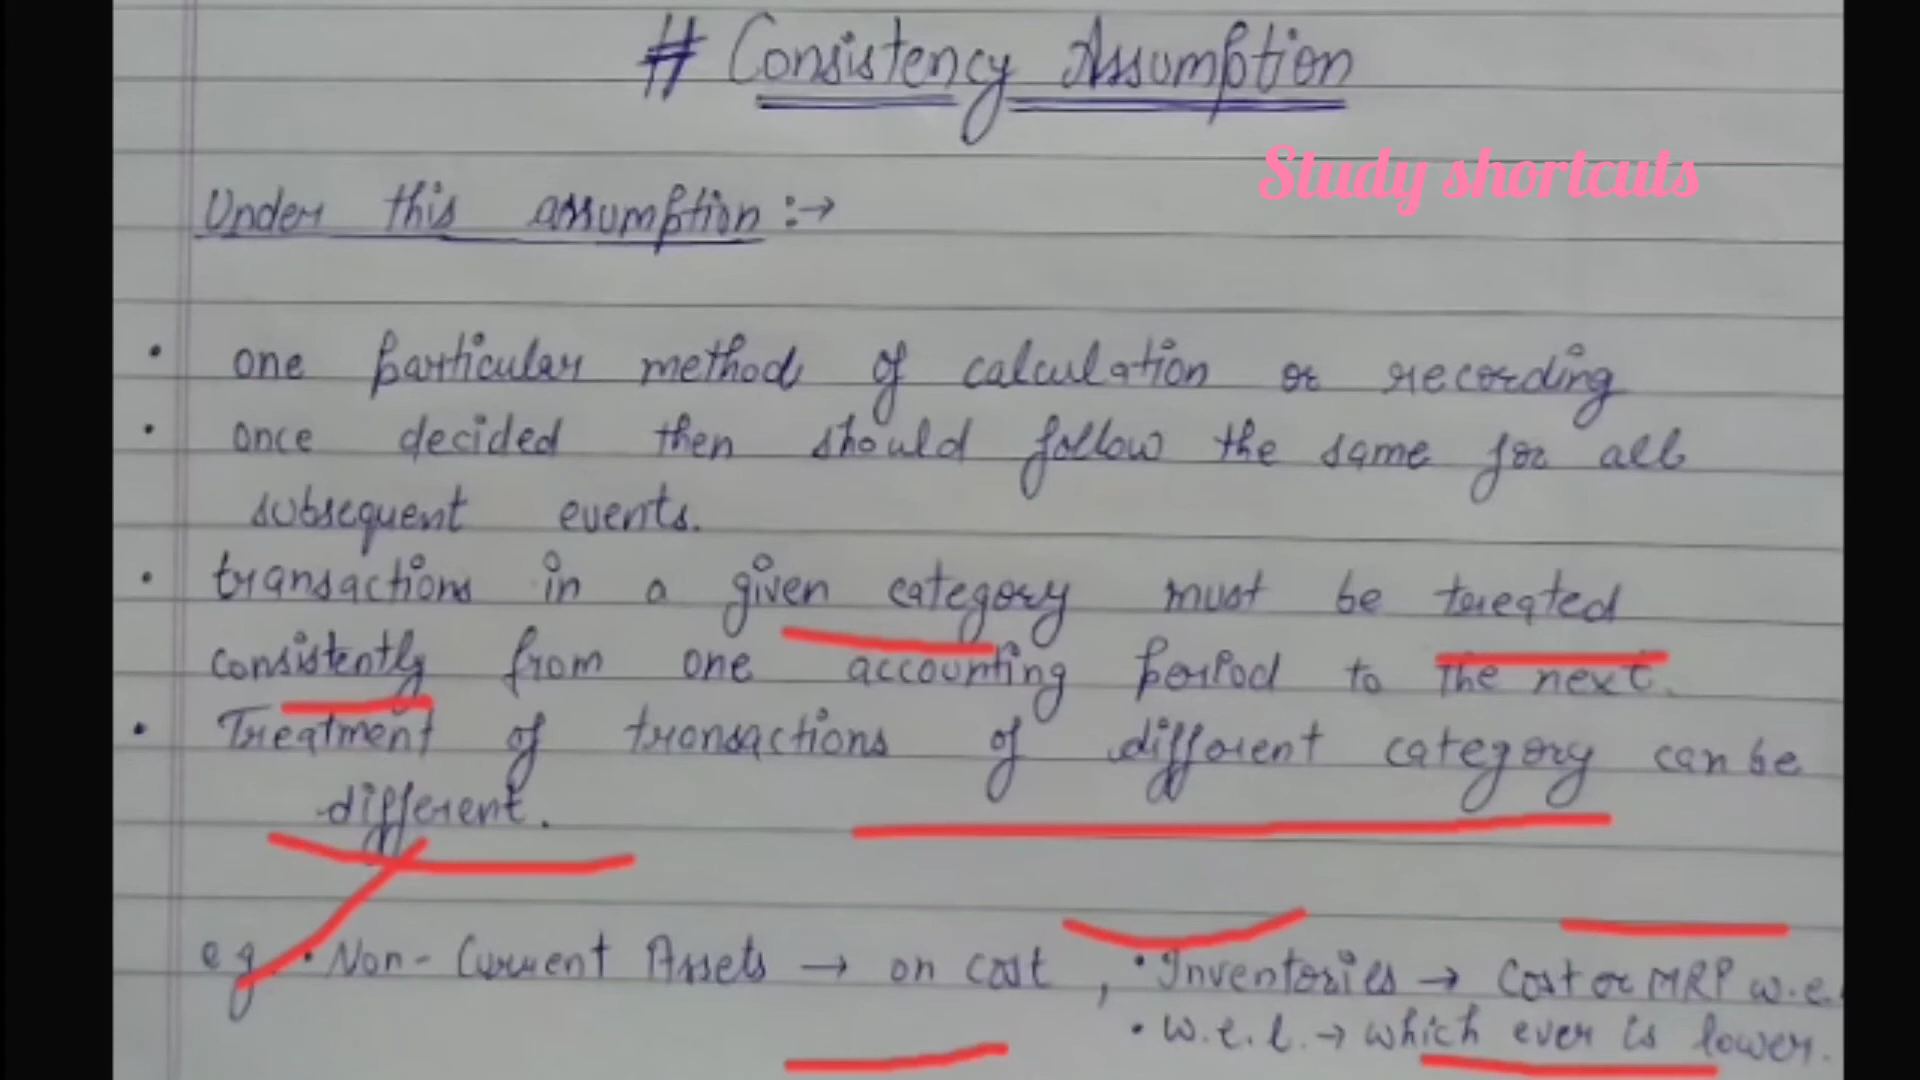 # Consistency Assumption
Study shortcuts
Under this assumption :→
• one particular method of calculation or recording
• once decided then should follow the same for all
subsequent events.
• transactions in a given category must be treated
consistently from one accounting period to the next.
• Treatment of transactions of different category can be
different.
eg. • Non-Current Assets → on cost , • Inventories → Cost or MRP w.e.
• w.e.l. → which ever is lower.